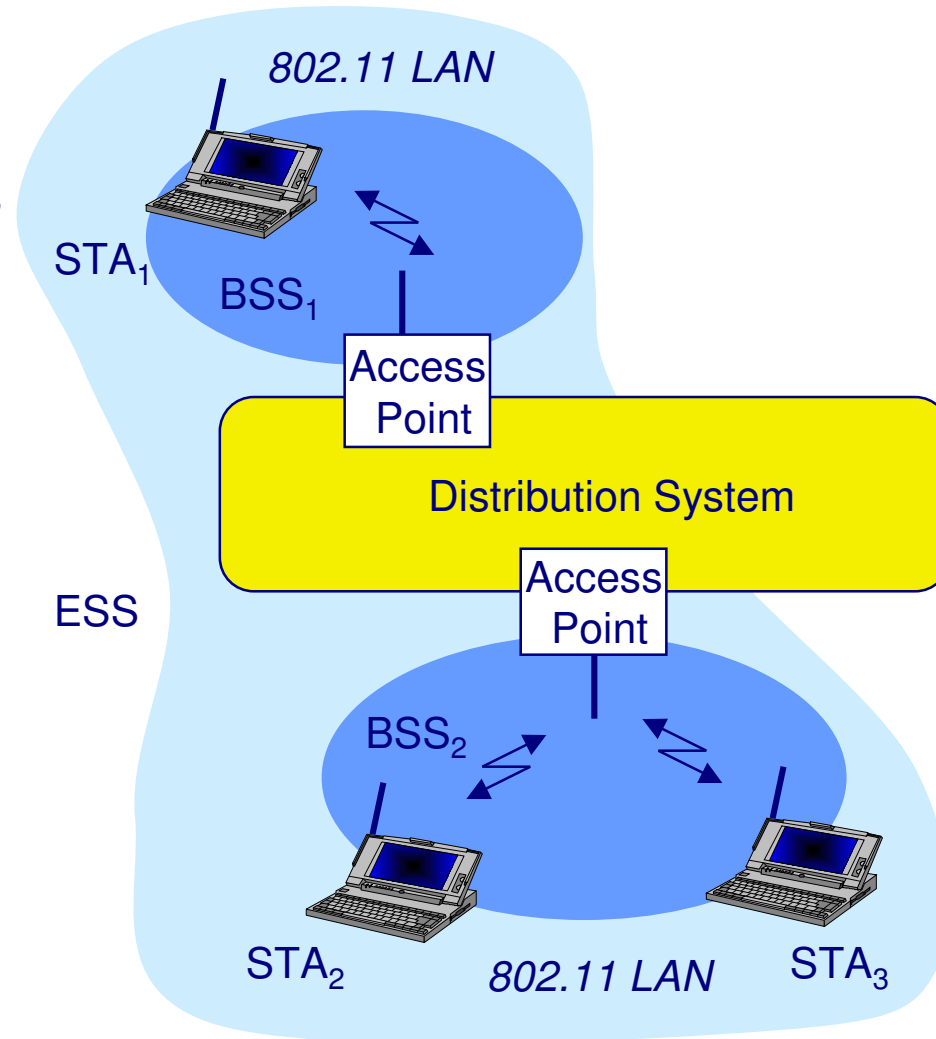 802.11 LAN
STA₁
BSS₁
Access
Point
Distribution System
Access
Point
ESS
BSS₂
STA₂
802.11 LAN
STA₃